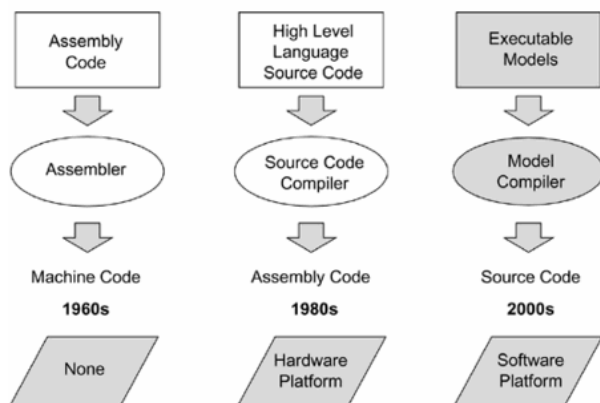 Assembly
Code
High Level
Language
Source Code
Executable
Models
Assembler
Source Code
Compiler
Model
Compiler
Machine Code
Assembly Code
Source Code
1960s
1980s
2000s
None
Hardware
Platform
Software
Platform